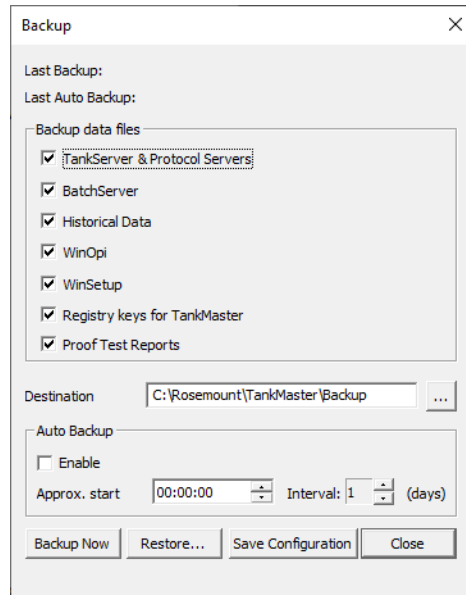 Backup
Last Backup:
Last Auto Backup:
Backup data files
TankServer & Protocol Servers
BatchServer
Historical Data
WinOpi
WinSetup
Registry keys for TankMaster
Proof Test Reports
Destination C:\Rosemount\TankMaster\Backup ...
Auto Backup
Enable
Approx. start 00:00:00 Interval: 1 (days)
Backup Now Restore... Save Configuration Close